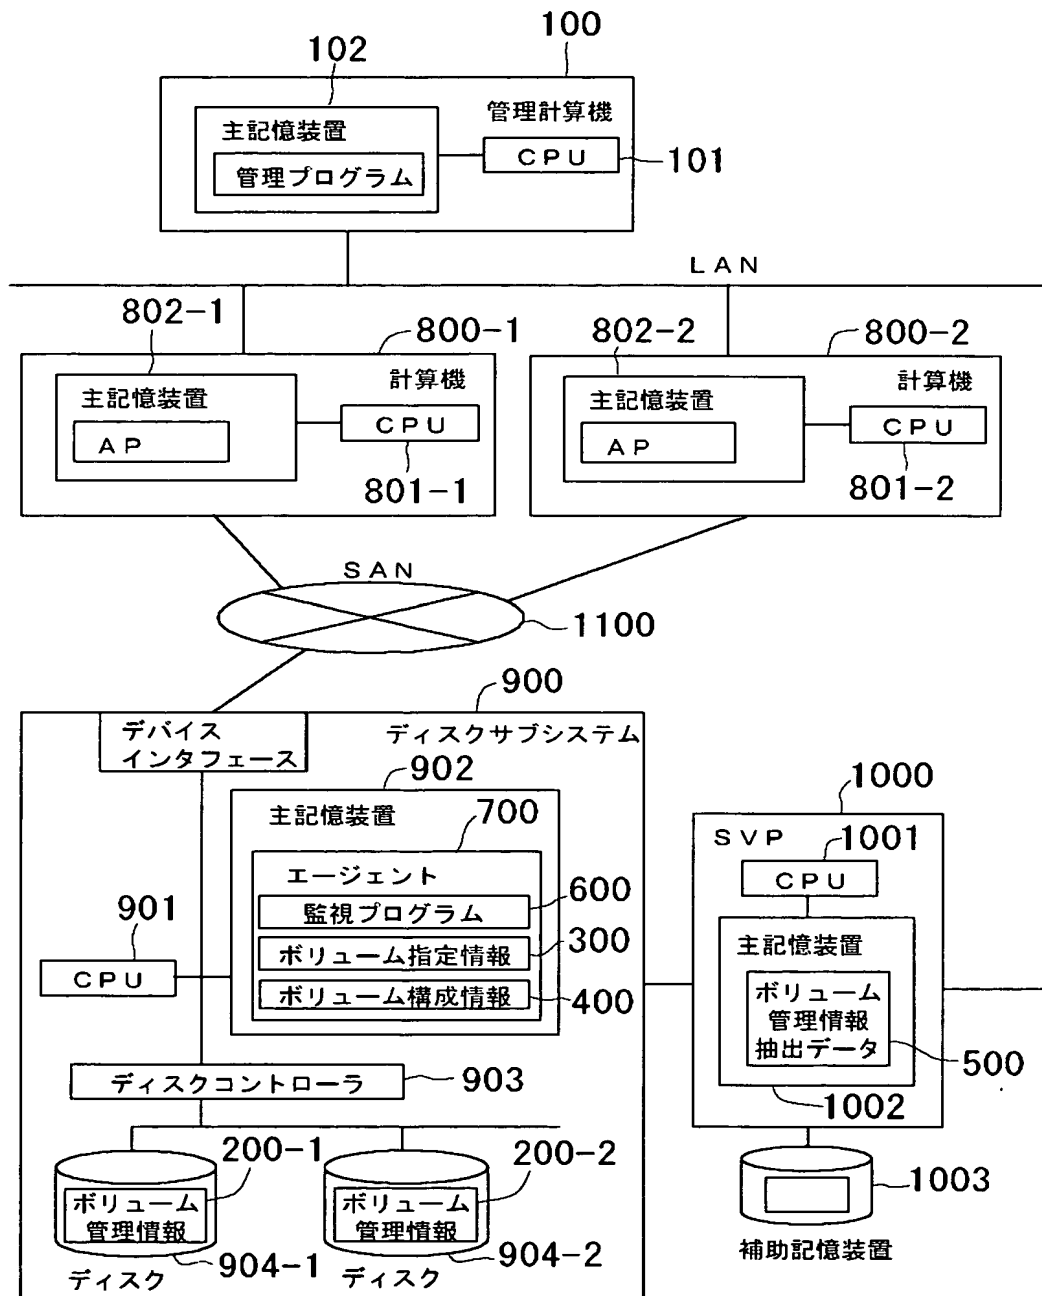 100
102
管理計算機
主記憶装置
CPU
101
管理プログラム
LAN
802-1
800-1
802-2
800-2
計算機
主記憶装置
CPU
AP
801-1
計算機
主記憶装置
CPU
AP
801-2
SAN
1100
900
デバイス
インタフェース
ディスクサブシステム
902
主記憶装置
700
エージェント
監視プログラム
600
ボリューム指定情報
300
ボリューム構成情報
400
901
CPU
1000
SVP
1001
CPU
主記憶装置
ボリューム
管理情報
抽出データ
500
1002
ディスクコントローラ
903
200-1
200-2
ボリューム
管理情報
ボリューム
管理情報
904-1
904-2
ディスク
ディスク
1003
補助記憶装置